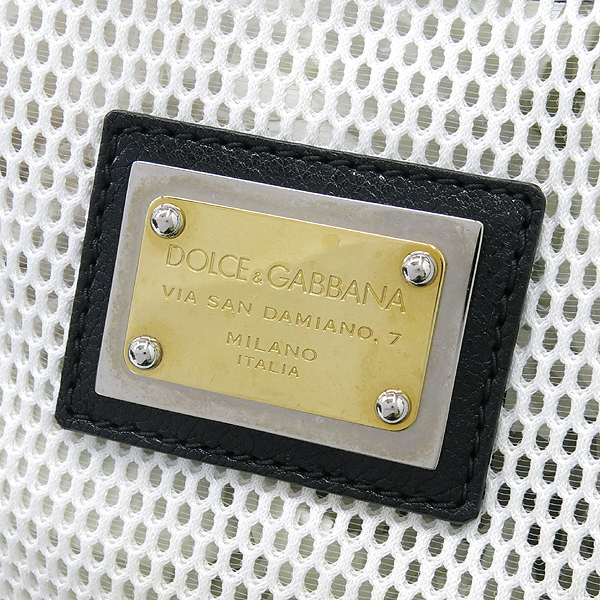 DOLCE & GABBANA
VIA SAN DAMIANO, 7
MILANO
ITALIA